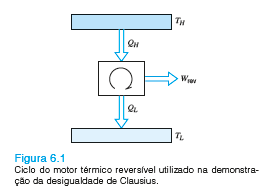 T_H
Q_H
W_rev
Q_L
T_L
Figura 6.1
Ciclo do motor térmico reversível utilizado na demonstra-
ção da desigualdade de Clausius.